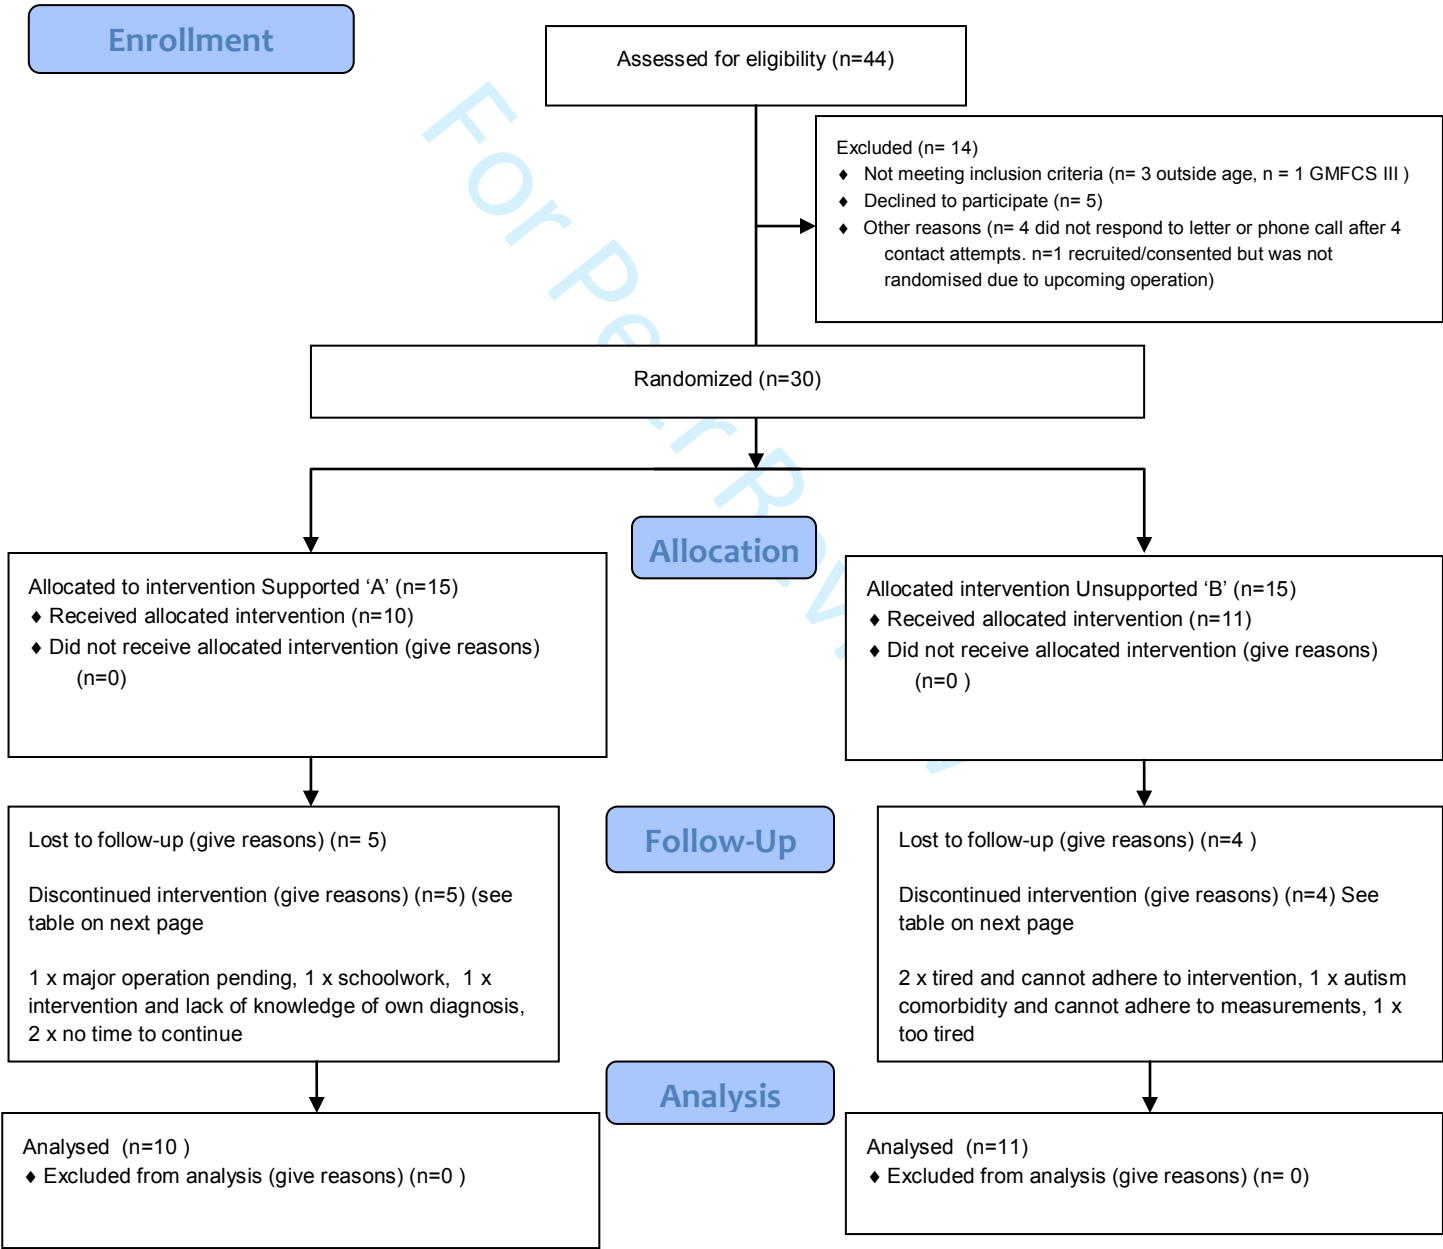 Enrollment
Assessed for eligibility (n=44)
Excluded (n= 14)
♦ Not meeting inclusion criteria (n= 3 outside age, n = 1 GMFCS III )
♦ Declined to participate (n= 5)
♦ Other reasons (n= 4 did not respond to letter or phone call after 4
contact attempts. n=1 recruited/consented but was not
randomised due to upcoming operation)
Randomized (n=30)
Allocation
Allocated to intervention Supported ‘A’ (n=15)
♦ Received allocated intervention (n=10)
♦ Did not receive allocated intervention (give reasons)
(n=0)
Allocated intervention Unsupported ‘B’ (n=15)
♦ Received allocated intervention (n=11)
♦ Did not receive allocated intervention (give reasons)
(n=0 )
Follow-Up
Lost to follow-up (give reasons) (n= 5)
Discontinued intervention (give reasons) (n=5) (see
table on next page
1 x major operation pending, 1 x schoolwork,  1 x
intervention and lack of knowledge of own diagnosis,
2 x no time to continue
Lost to follow-up (give reasons) (n=4 )
Discontinued intervention (give reasons) (n=4) See
table on next page
2 x tired and cannot adhere to intervention, 1 x autism
comorbidity and cannot adhere to measurements, 1 x
too tired
Analysis
Analysed  (n=10 )
♦ Excluded from analysis (give reasons) (n=0 )
Analysed  (n=11)
♦ Excluded from analysis (give reasons) (n= 0)
For Peer